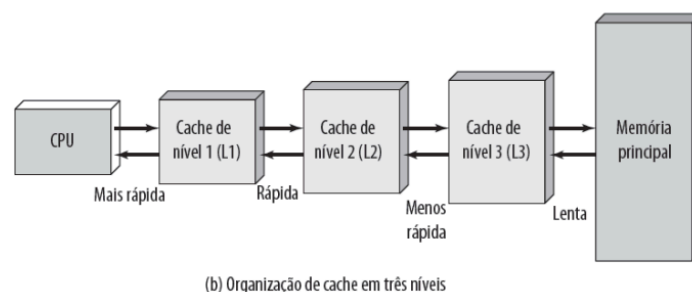 CPU
Cache de
nível 1 (L1)
Cache de
nível 2 (L2)
Cache de
nível 3 (L3)
Memória
principal
Mais rápida
Rápida
Menos
rápida
Lenta
(b) Organização de cache em três níveis